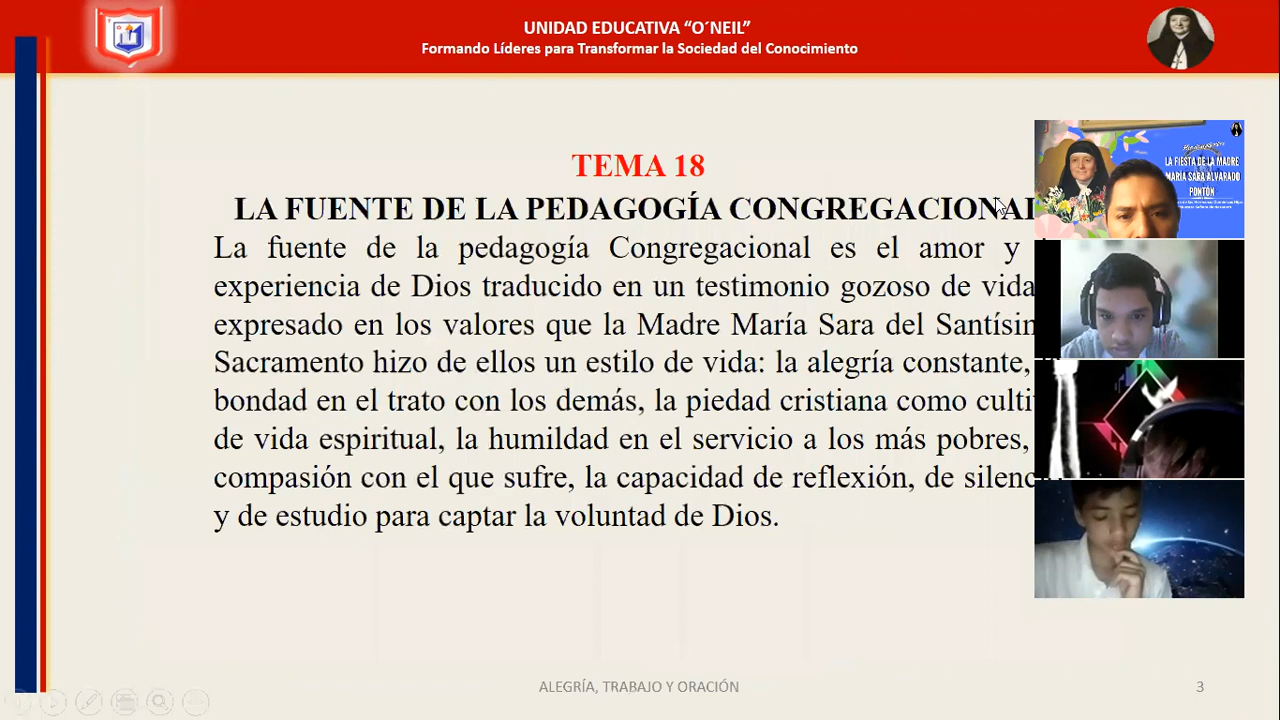 UNIDAD EDUCATIVA “O´NEIL”
Formando Líderes para Transformar la Sociedad del Conocimiento
TEMA 18
LA FUENTE DE LA PEDAGOGÍA CONGREGACIONAL
La fuente de la pedagogía Congregacional es el amor y
experiencia de Dios traducido en un testimonio gozoso de vida
expresado en los valores que la Madre María Sara del Santísim
Sacramento hizo de ellos un estilo de vida: la alegría constante,
bondad en el trato con los demás, la piedad cristiana como culti
de vida espiritual, la humildad en el servicio a los más pobres,
compasión con el que sufre, la capacidad de reflexión, de silenc
y de estudio para captar la voluntad de Dios.
LA FIESTA DE LA MADRE
MARÍA SARA ALVARADO
PONTÓN
ALEGRÍA, TRABAJO Y ORACIÓN
3